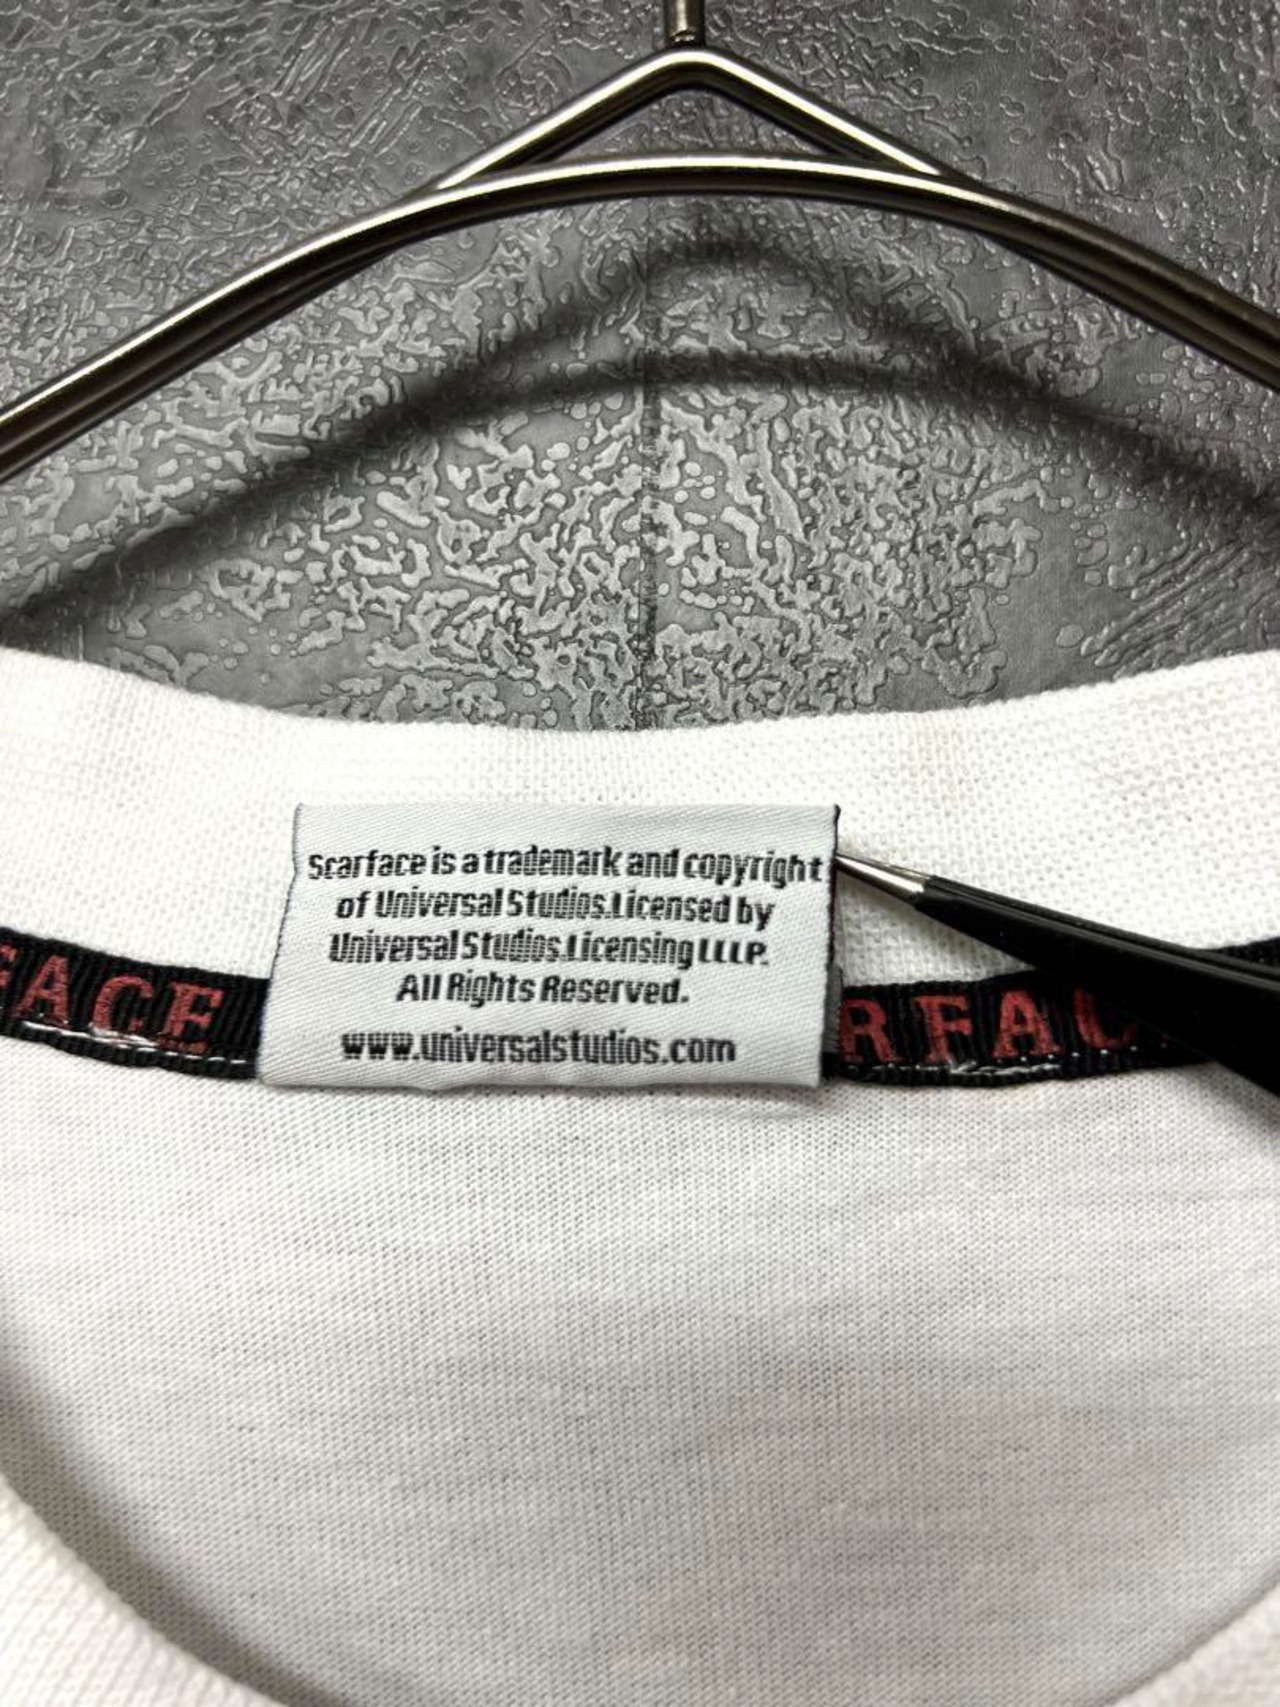 Scarface is a trademark and copyright
of Universal Studios.Licensed by
Universal Studios.Licensing LLLP.
All Rights Reserved.
www.universalstudios.com
FACE
RFAC